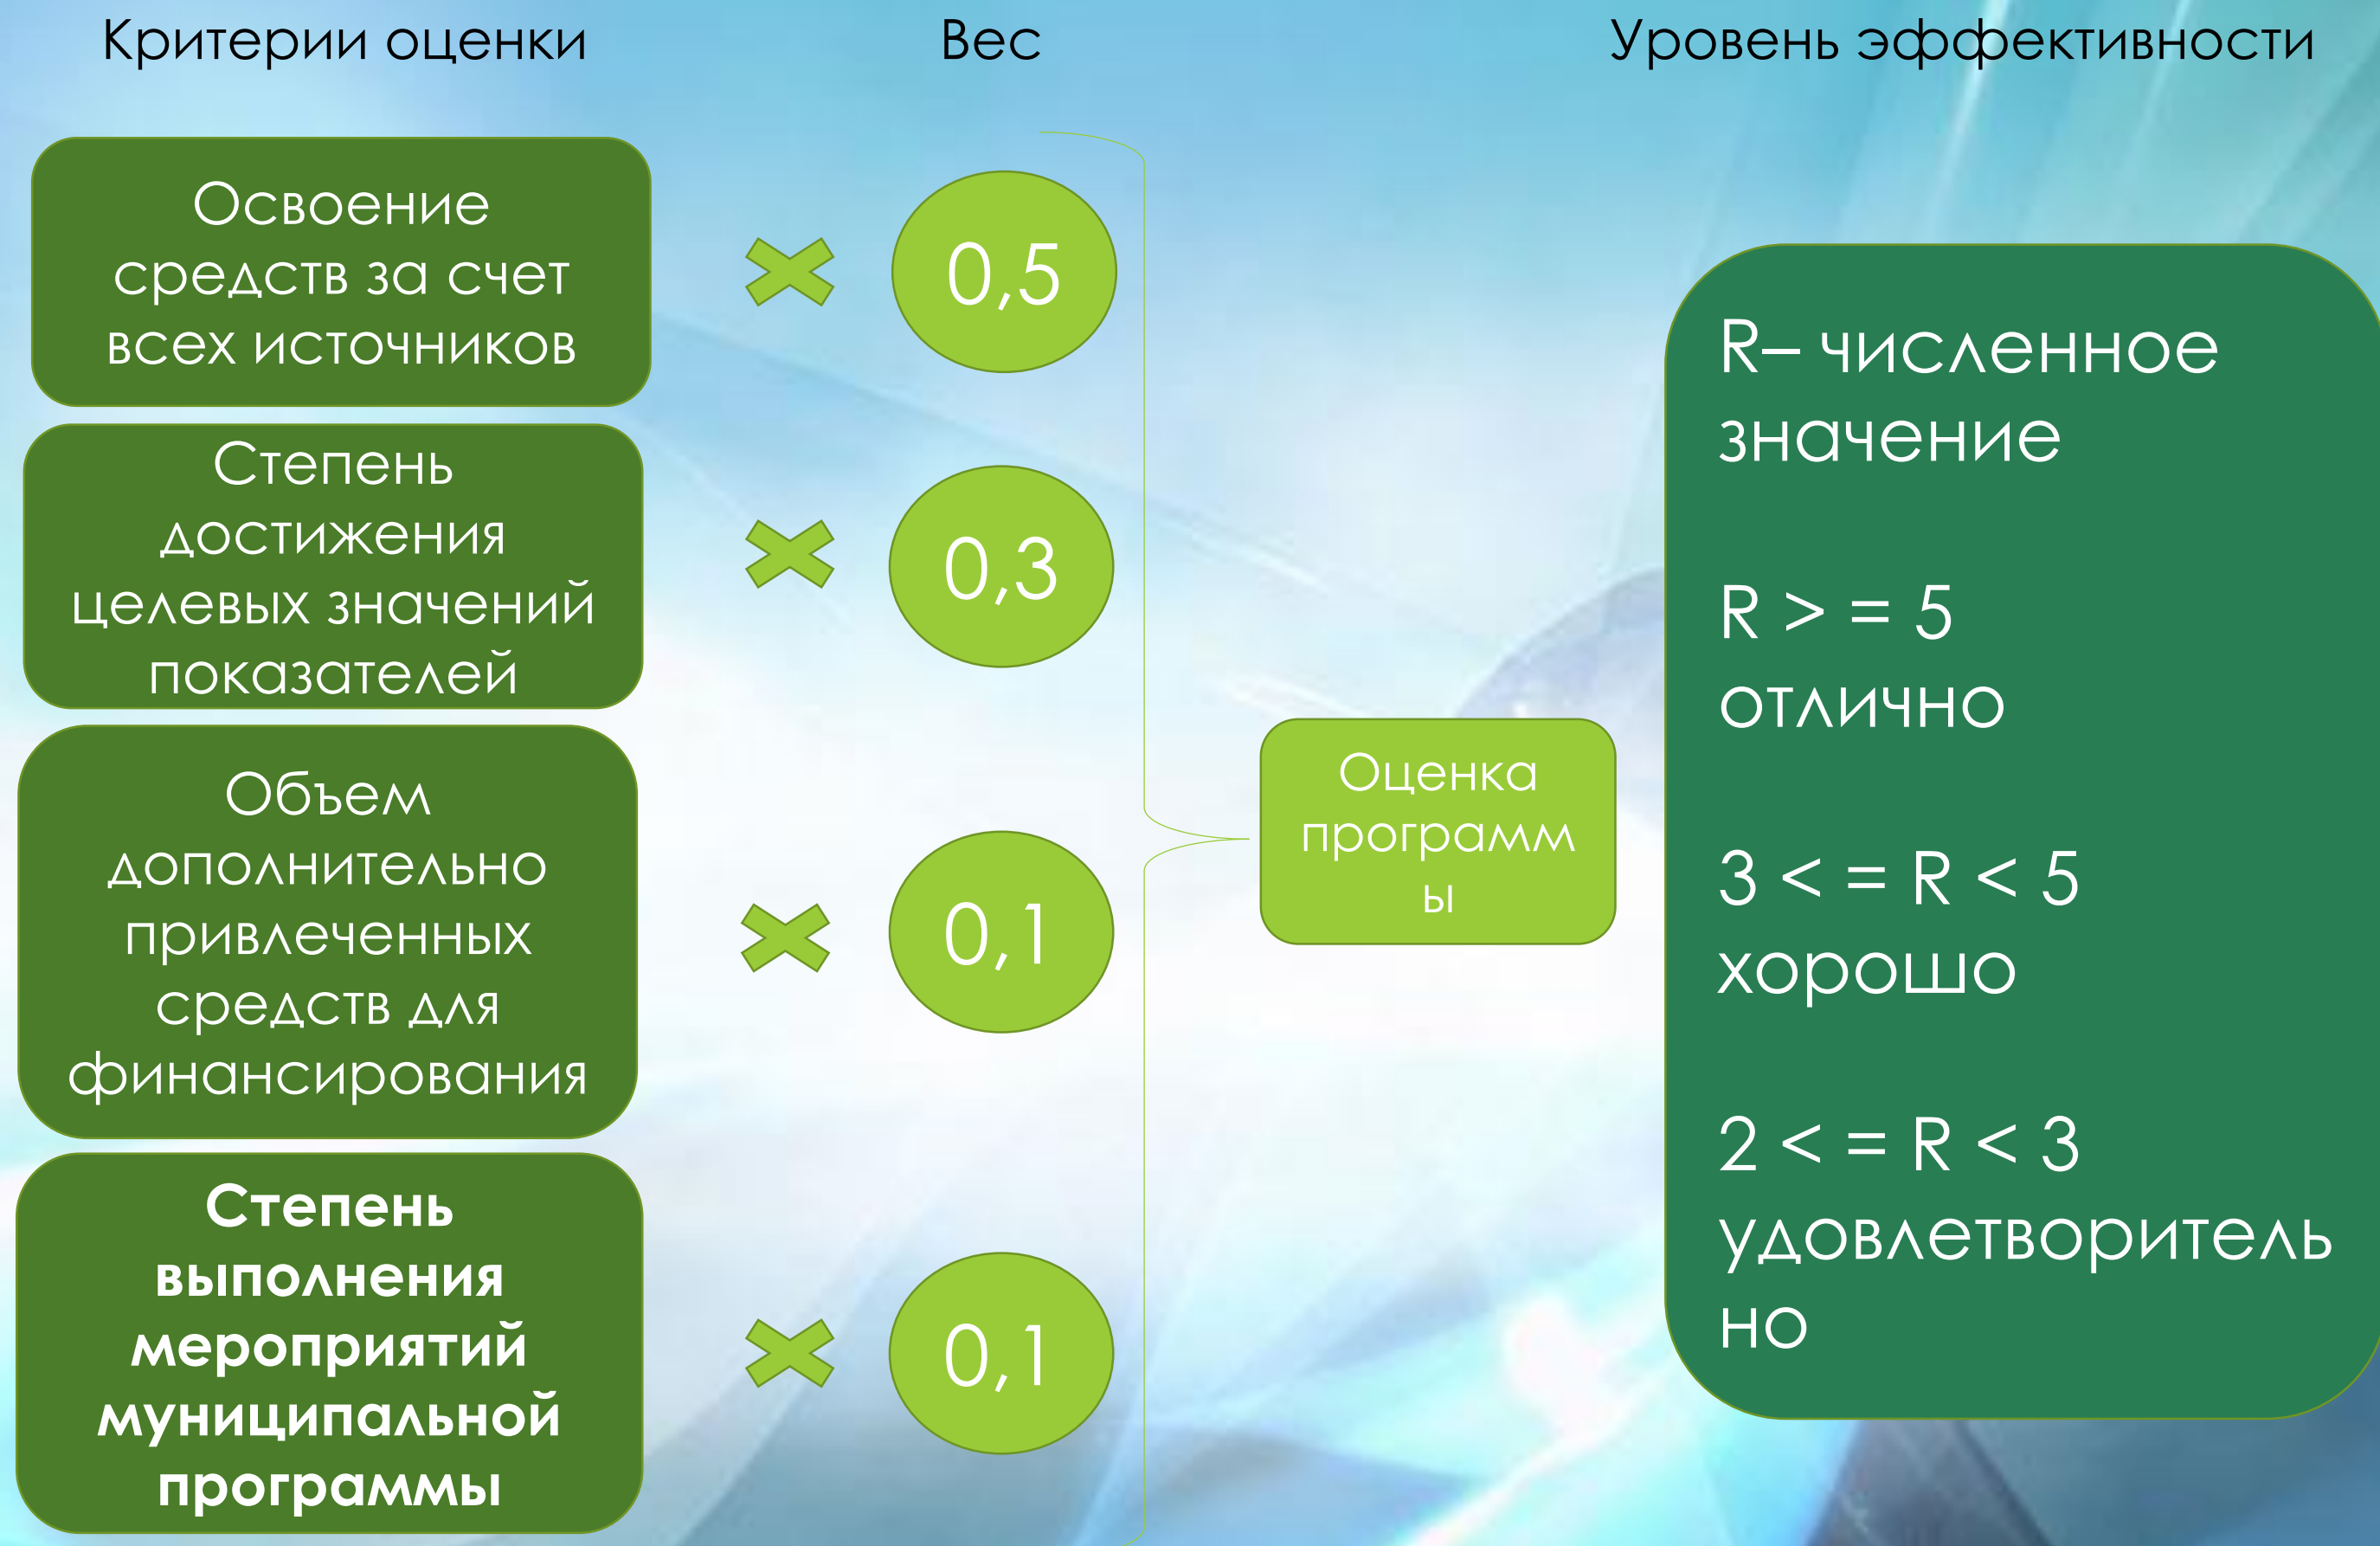 Критерии оценки
Вес
Уровень эффективности
Освоение
средств за счет
всех источников
0,5
Степень
достижения
целевых значений
показателей
0,3
Объем
дополнительно
привлеченных
средств для
финансирования
0,1
Степень
выполнения
мероприятий
муниципальной
программы
0,1
Оценка
программ
ы
R– численное
значение
R > = 5
отлично
3 < = R < 5
хорошо
2 < = R < 3
удовлетворитель
но